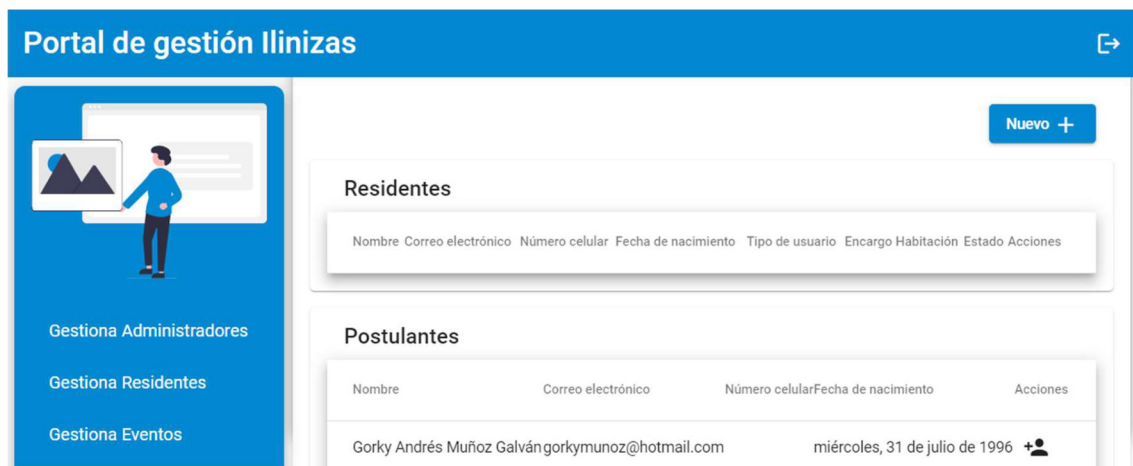 Portal de gestión Ilinizas
Nuevo +
Residentes
Nombre Correo electrónico Número celular Fecha de nacimiento Tipo de usuario Encargo Habitación Estado Acciones
Gestiona Administradores
Gestiona Residentes
Gestiona Eventos
Postulantes
Nombre Correo electrónico Número celularFecha de nacimiento Acciones
Gorky Andrés Muñoz Galván gorkymunoz@hotmail.com miércoles, 31 de julio de 1996